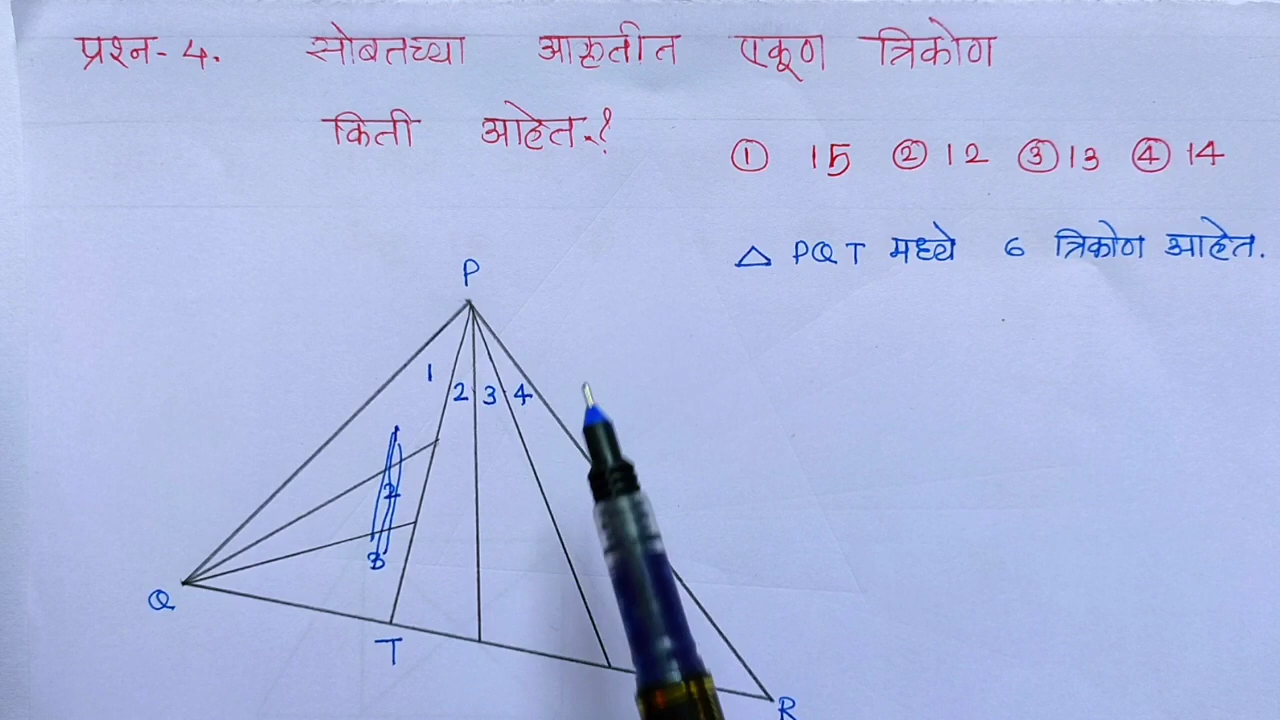 प्रश्न-4. सोबतच्या आकृतीत एकूण त्रिकोण
किती आहेत.?
① 15 ② 12 ③ 13 ④ 14
△ PQT मध्ये 6 त्रिकोण आहेत.
P
1 2 3 4
2
3
Q
T
R